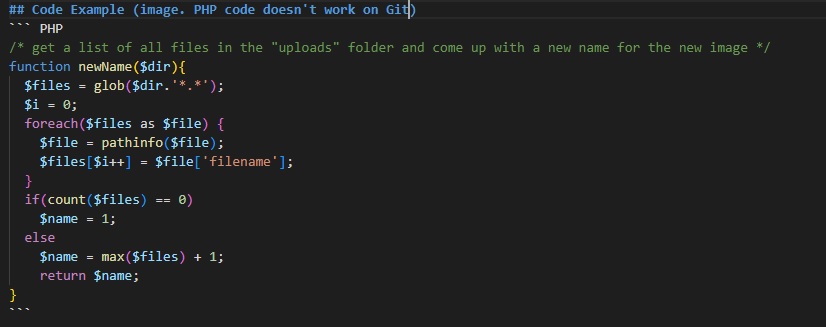 ## Code Example (image. PHP code doesn't work on Git)
``` PHP
/* get a list of all files in the "uploads" folder and come up with a new name for the new image */
function newName($dir){
  $files = glob($dir.'*.*');
  $i = 0;
  foreach($files as $file) {
    $file = pathinfo($file);
    $files[$i++] = $file['filename'];
  }
  if(count($files) == 0)
    $name = 1;
  else
    $name = max($files) + 1;
    return $name;
}
```